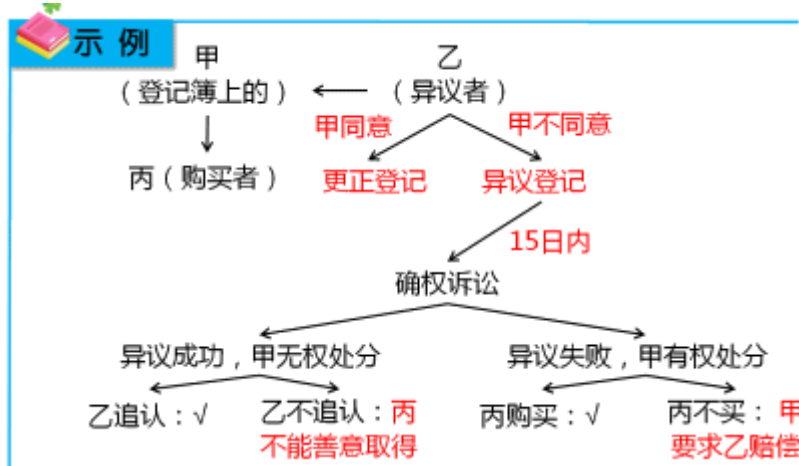 示 例
甲
乙
（登记簿上的）
（异议者）
甲同意
甲不同意
丙（购买者）
更正登记
异议登记
15日内
确权诉讼
异议成功，甲无权处分
异议失败，甲有权处分
乙追认：√
乙不追认：丙
不能善意取得
丙购买：√
丙不买：甲
要求乙赔偿